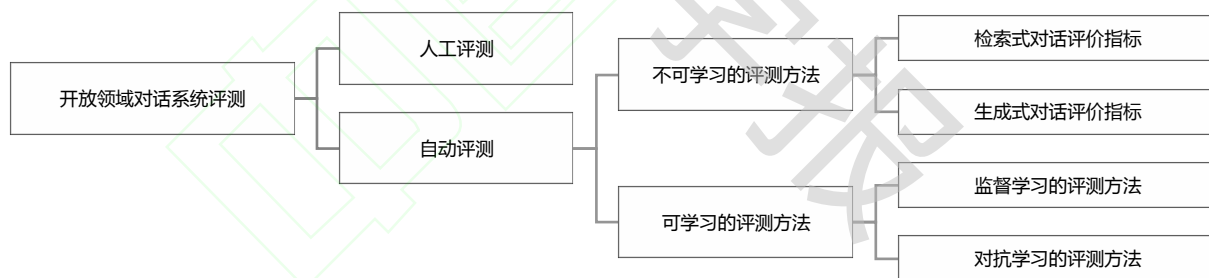 开放领域对话系统评测
人工评测
自动评测
不可学习的评测方法
可学习的评测方法
检索式对话评价指标
生成式对话评价指标
监督学习的评测方法
对抗学习的评测方法
学报